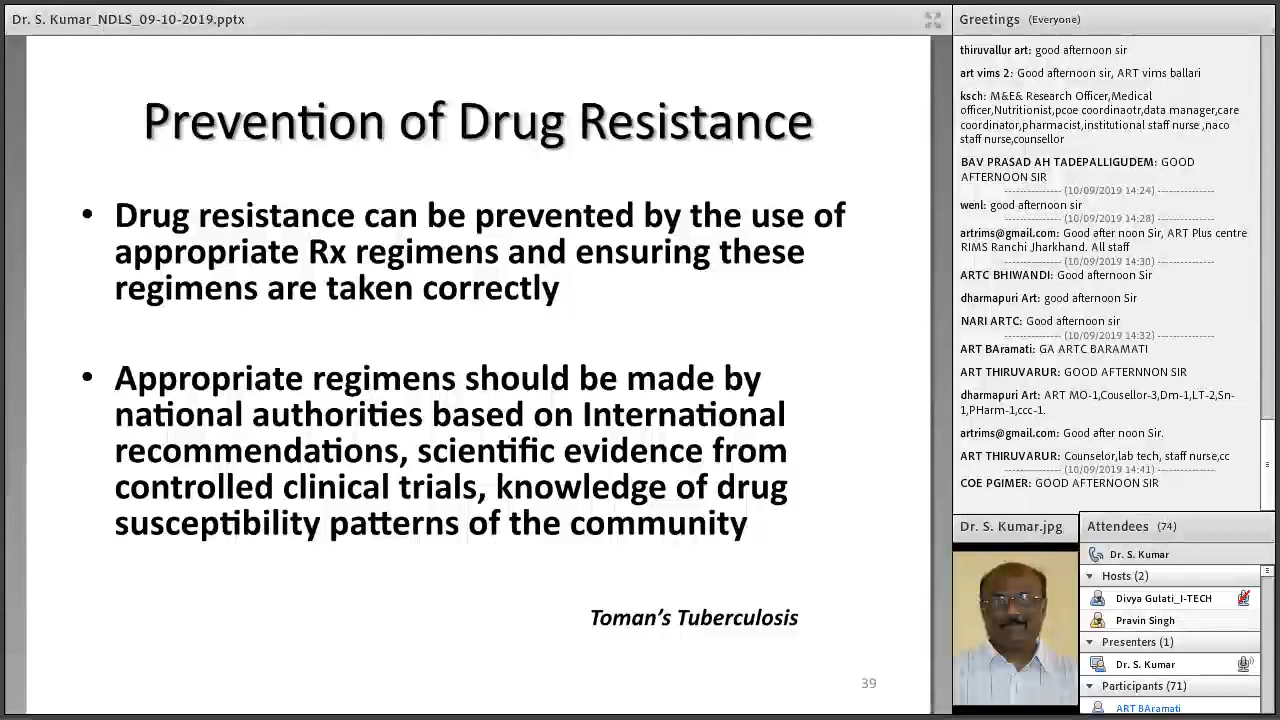 Dr. S. Kumar_NDLS_09-10-2019.pptx
Prevention of Drug Resistance
• Drug resistance can be prevented by the use of
appropriate Rx regimens and ensuring these
regimens are taken correctly
• Appropriate regimens should be made by
national authorities based on International
recommendations, scientific evidence from
controlled clinical trials, knowledge of drug
susceptibility patterns of the community
Toman's Tuberculosis
39
Greetings (Everyone)
thiruvallur art: good afternoon sir
art vims 2: Good afternoon sir, ART vims ballari
ksch: M&E& Research Officer,Medical
officer,Nutritionist,pcoe coordinaotr,data manager,care
coordinator,pharmacist,institutional staff nurse ,naco
staff nurse,counsellor
BAV PRASAD AH TADEPALLIGUDEM: GOOD
AFTERNOON SIR
---------------- (10/09/2019 14:24) ---------------
wenl: good afternoon sir
---------------- (10/09/2019 14:28) ---------------
artrims@gmail.com: Good after noon Sir, ART Plus centre
RIMS Ranchi Jharkhand. All staff
---------------- (10/09/2019 14:30) ---------------
ARTC BHIWANDI: Good afternoon Sir
dharmapuri Art: good afternoon Sir
NARI ARTC: Good afternoon sir
---------------- (10/09/2019 14:32) ---------------
ART BAramati: GA ARTC BARAMATI
ART THIRUVARUR: GOOD AFTERNNON SIR
dharmapuri Art: ART MO-1,Cousellor-3,Dm-1,LT-2,Sn-
1,PHarm-1,ccc-1.
artrims@gmail.com: Good after noon Sir.
ART THIRUVARUR: Counselor,lab tech, staff nurse,cc
---------------- (10/09/2019 14:41) ---------------
COE PGIMER: GOOD AFTERNOON SIR
Dr. S. Kumar.jpg
Attendees (74)
Dr. S. Kumar
Hosts (2)
Divya Gulati_I-TECH
Pravin Singh
Presenters (1)
Dr. S. Kumar
Participants (71)
ART BAramati